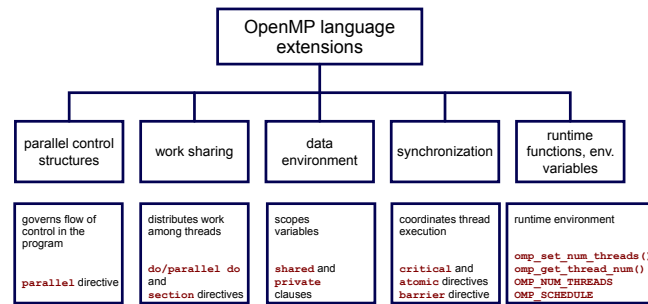 OpenMP language
extensions
parallel control
structures
work sharing
data
environment
synchronization
runtime
functions, env.
variables
governs flow of
control in the
program
parallel directive
distributes work
among threads
do/parallel do
and
section directives
scopes
variables
shared and
private
clauses
coordinates thread
execution
critical and
atomic directives
barrier directive
runtime environment
omp_set_num_threads()
omp_get_thread_num()
OMP_NUM_THREADS
OMP_SCHEDULE